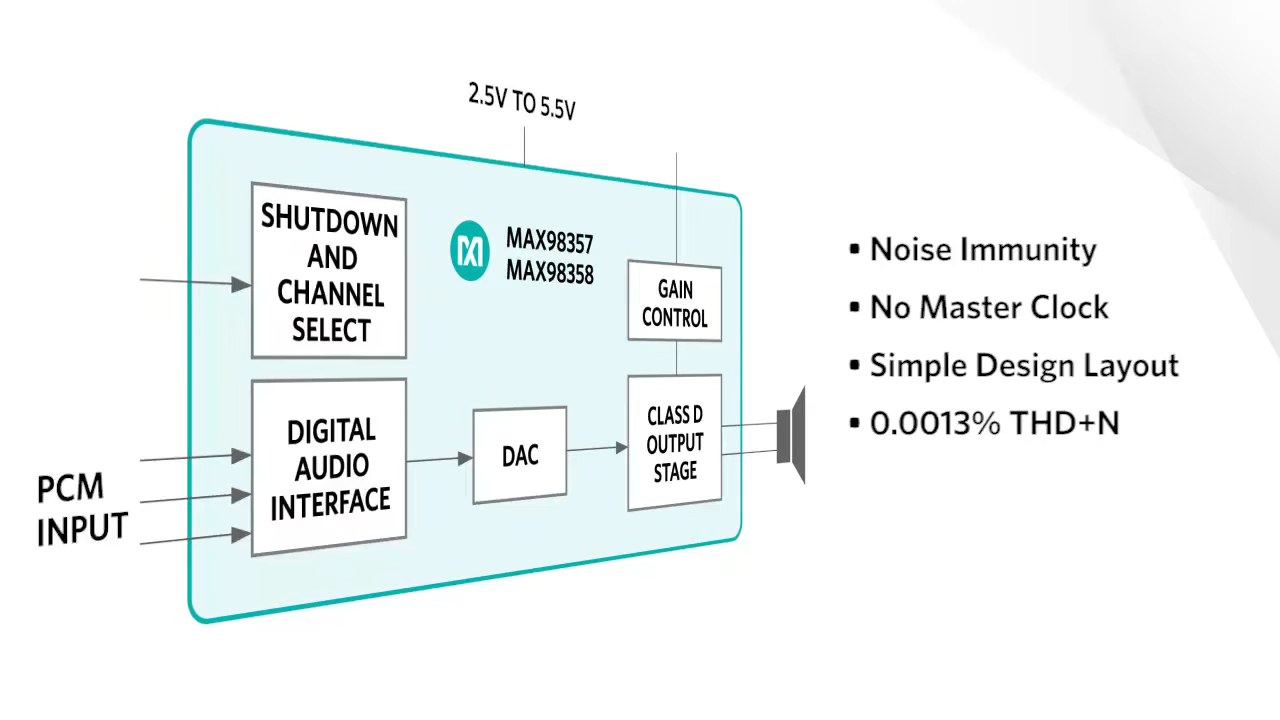 2.5V TO 5.5V
SHUTDOWN
AND
CHANNEL
SELECT
MAX98357
MAX98358
GAIN
CONTROL
DIGITAL
AUDIO
INTERFACE
DAC
CLASS D
OUTPUT
STAGE
PCM
INPUT
▪ Noise Immunity
▪ No Master Clock
▪ Simple Design Layout
▪ 0.0013% THD+N